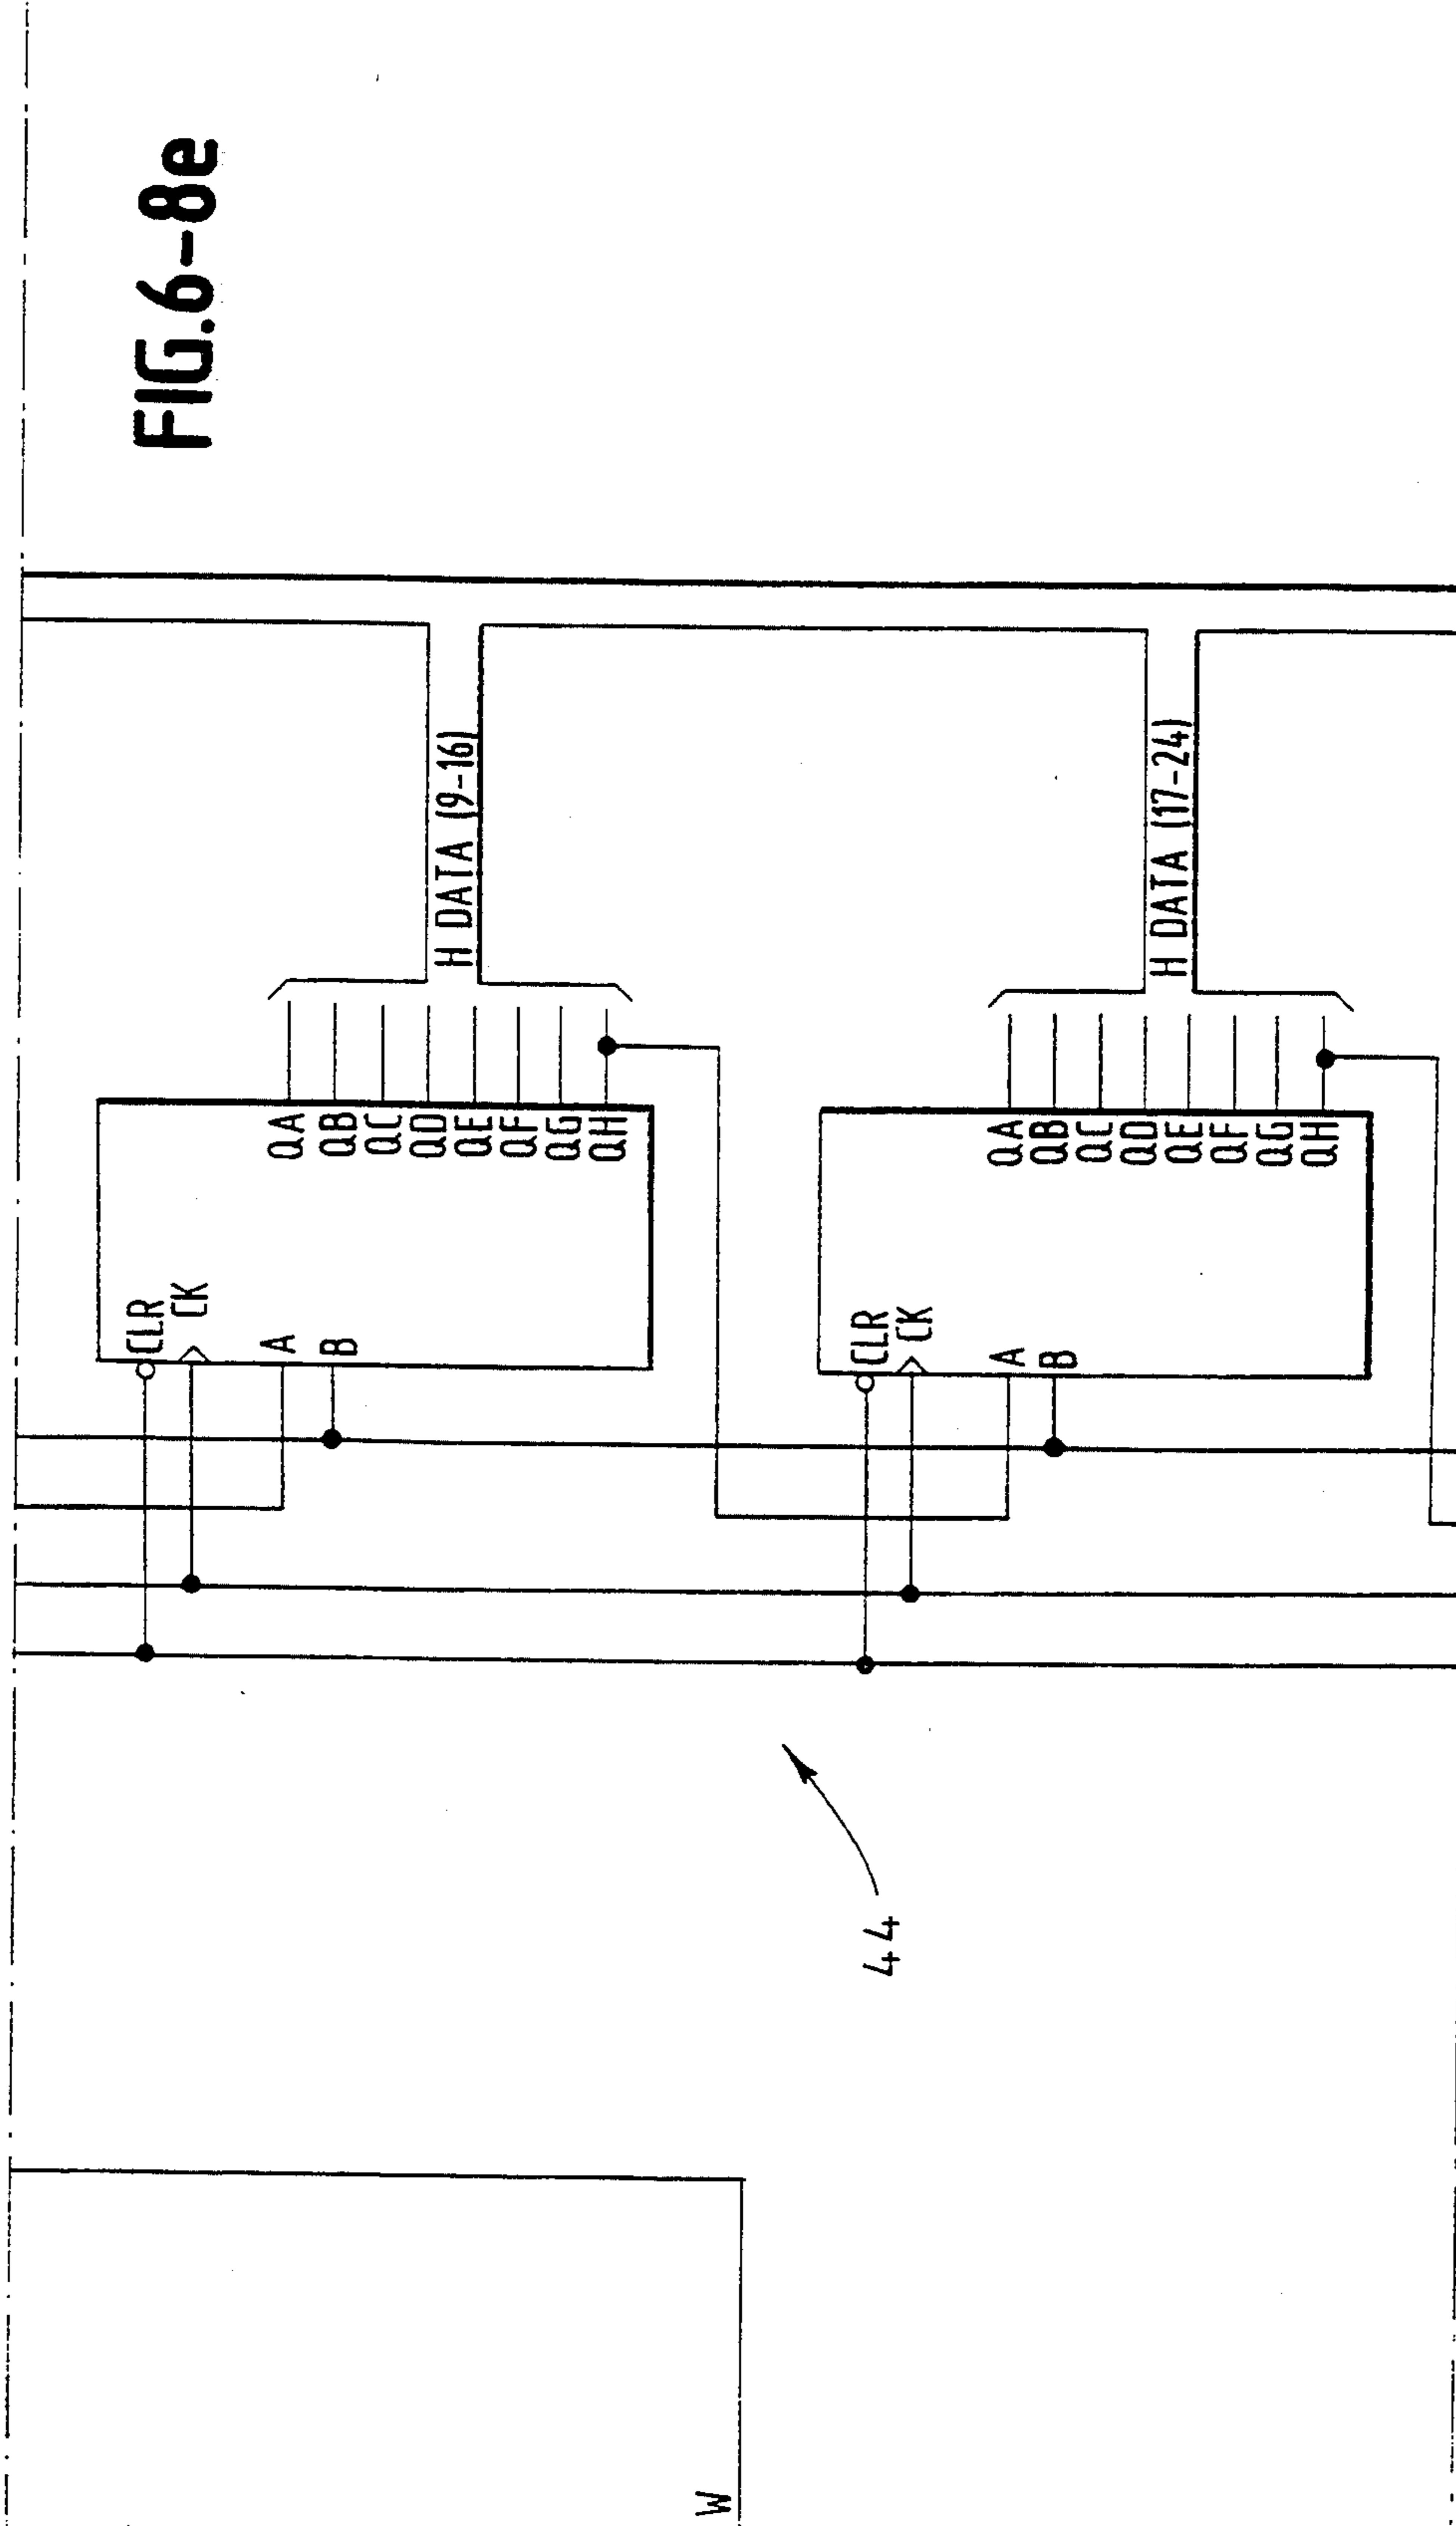 FIG.6-8e
CLR
CK
A
B
QA
QB
QC
QD
QE
QF
QG
QH
H DATA (9-16)
CLR
CK
A
B
QA
QB
QC
QD
QE
QF
QG
QH
H DATA (17-24)
44
W